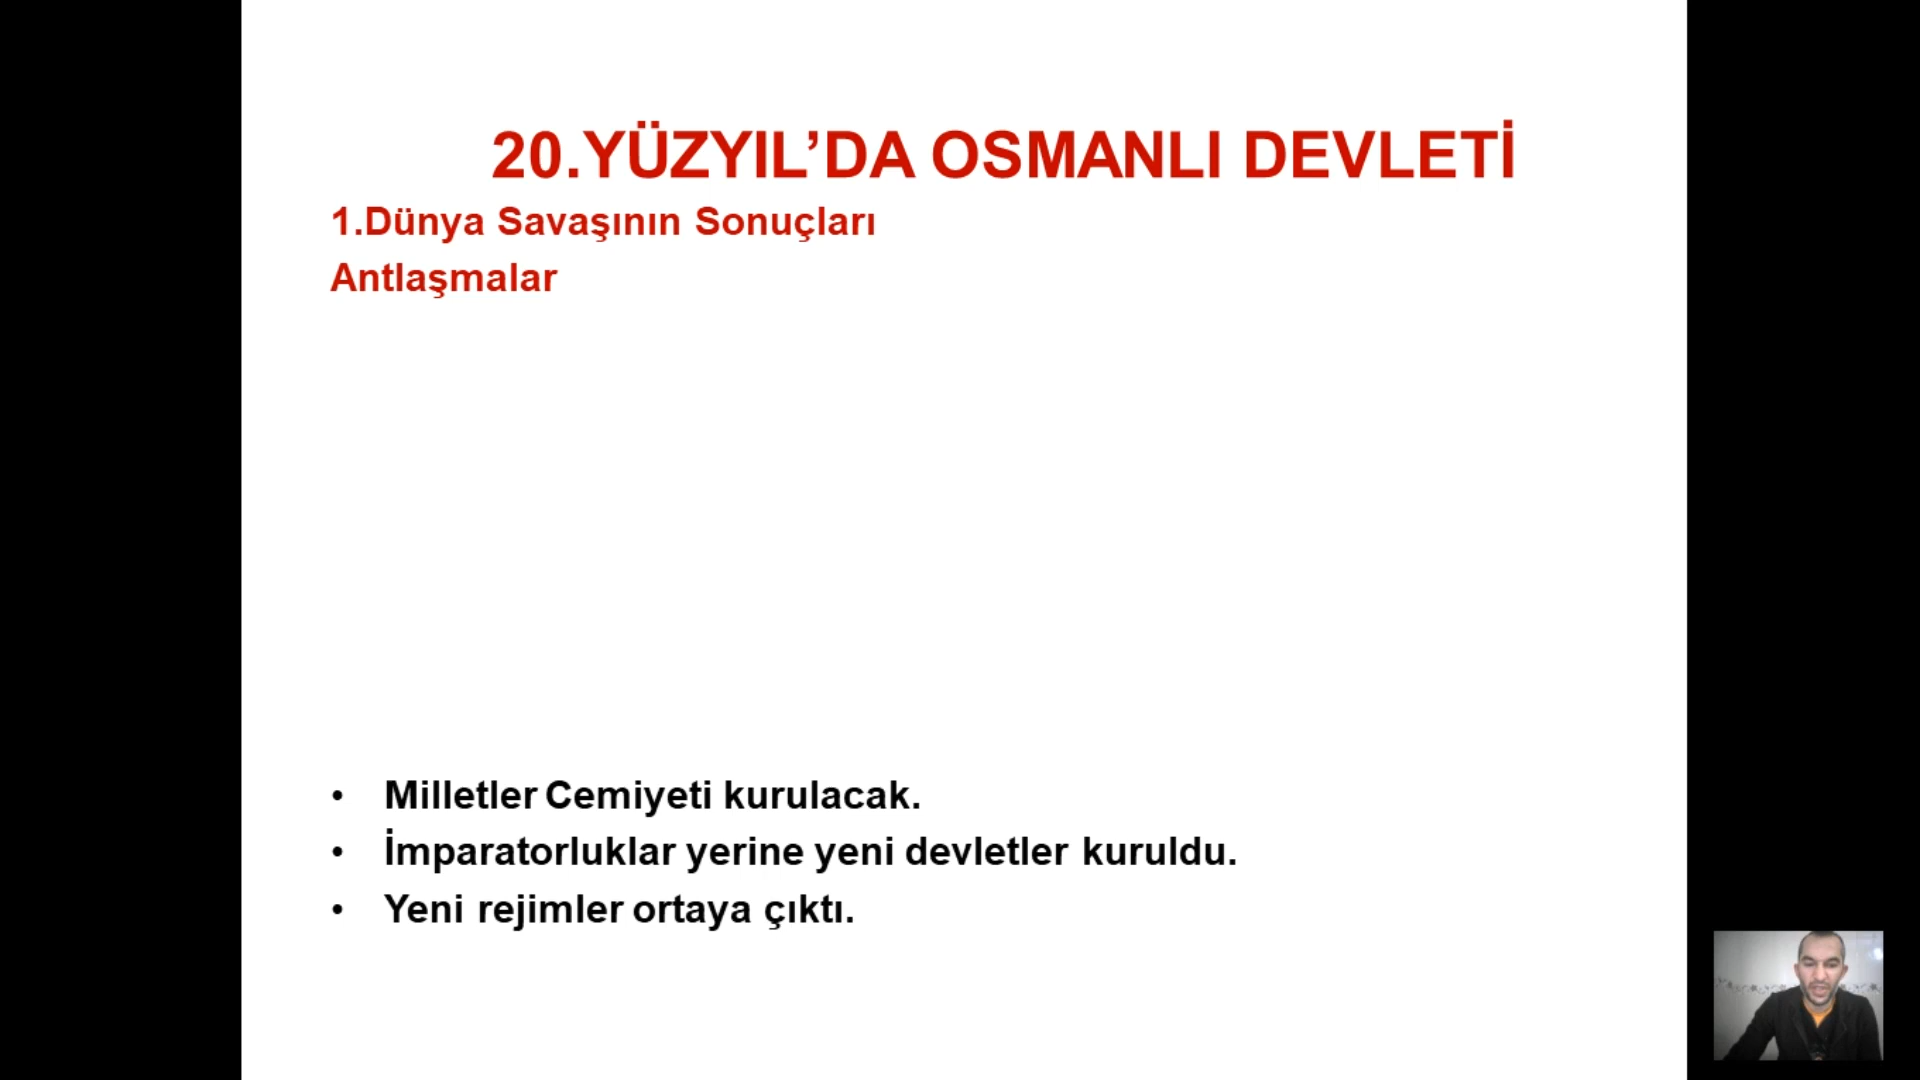 20.YÜZYIL’DA OSMANLI DEVLETİ
1.Dünya Savaşının Sonuçları
Antlaşmalar
• Milletler Cemiyeti kurulacak.
• İmparatorluklar yerine yeni devletler kuruldu.
• Yeni rejimler ortaya çıktı.